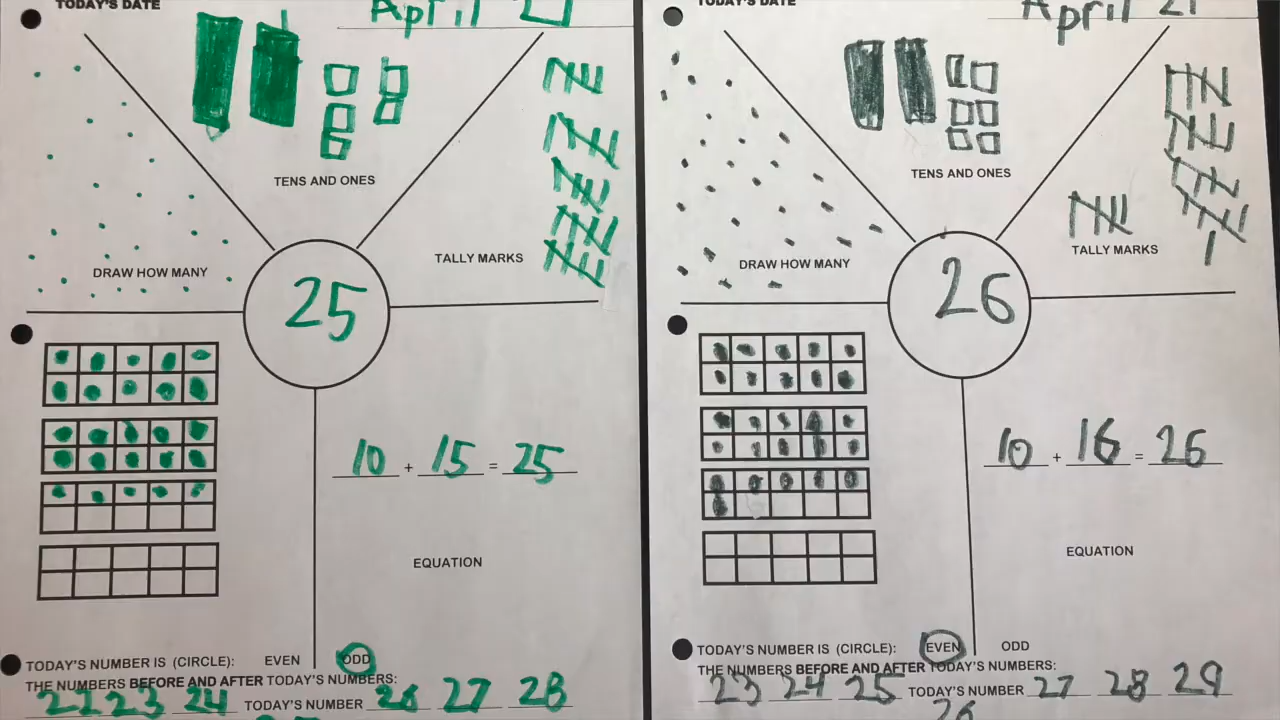 TODAY'S DATE
April 2
TENS AND ONES
DRAW HOW MANY
TALLY MARKS
25
10 + 15 = 25
EQUATION
TODAY'S NUMBER IS (CIRCLE): EVEN ODD
THE NUMBERS BEFORE AND AFTER TODAY'S NUMBERS:
22 23 24 TODAY'S NUMBER 26 27 28
TODAY'S DATE
April 21
TENS AND ONES
DRAW HOW MANY
TALLY MARKS
26
10 + 16 = 26
EQUATION
TODAY'S NUMBER IS (CIRCLE): EVEN ODD
THE NUMBERS BEFORE AND AFTER TODAY'S NUMBERS:
23 24 25 TODAY'S NUMBER 27 28 29
26